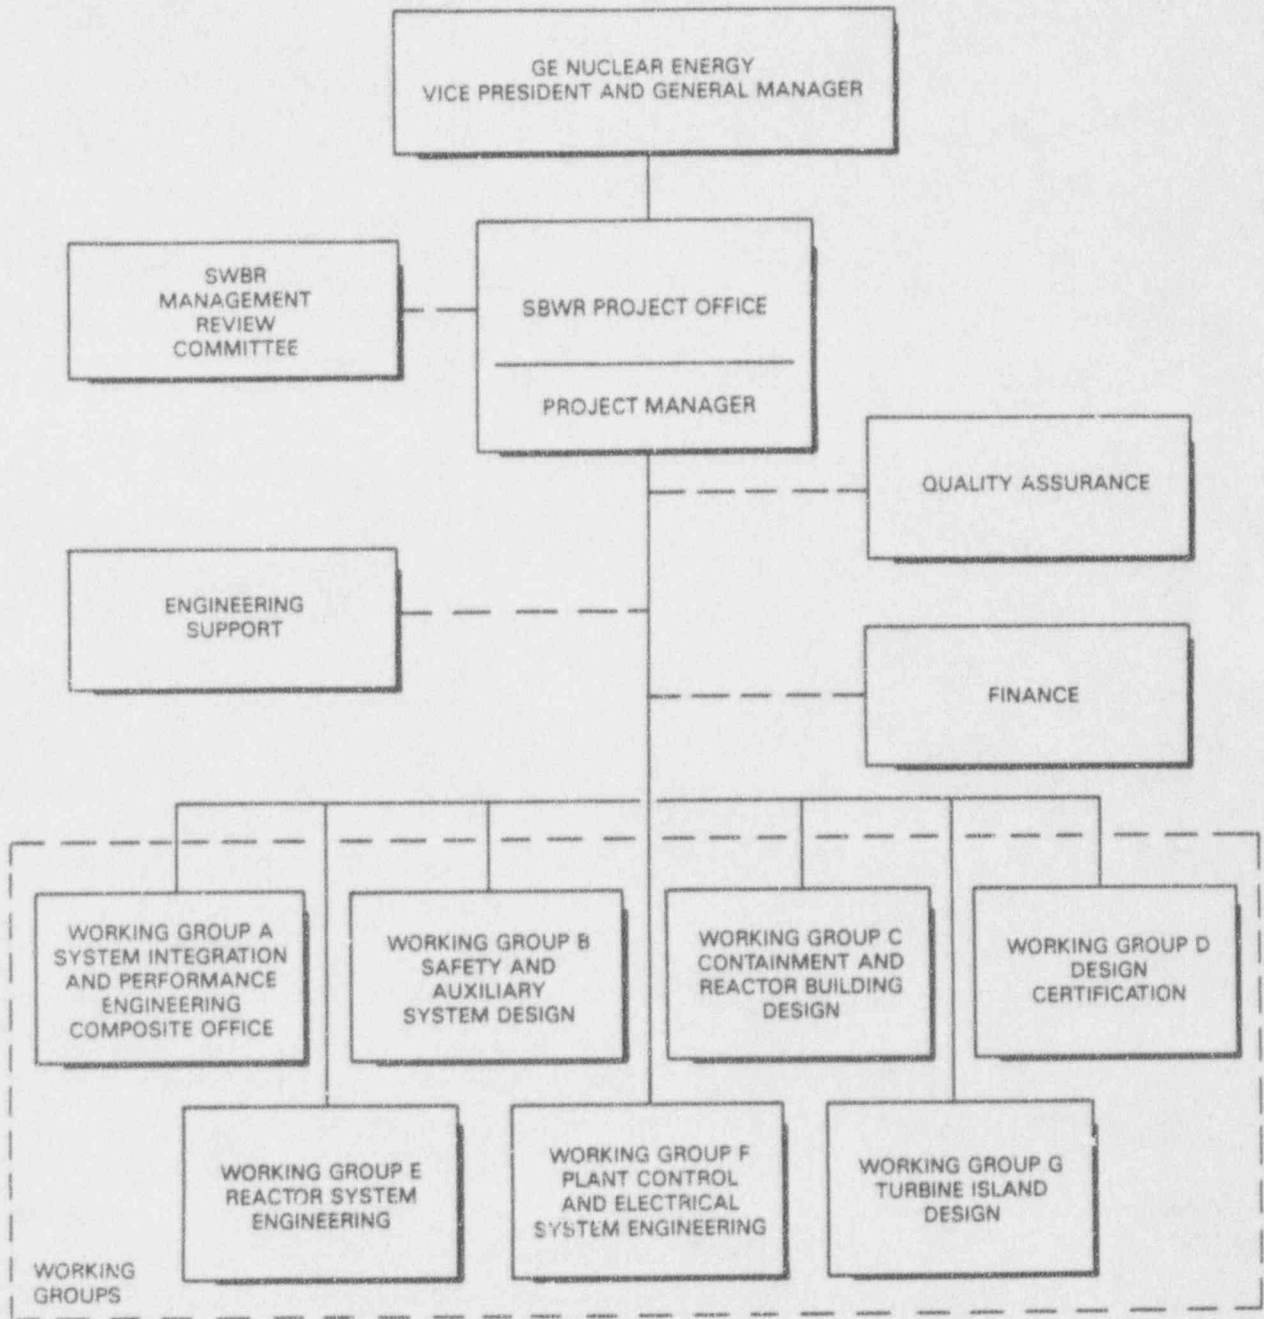 GE NUCLEAR ENERGY
VICE PRESIDENT AND GENERAL MANAGER
SWBR
MANAGEMENT
REVIEW
COMMITTEE
SBWR PROJECT OFFICE
PROJECT MANAGER
QUALITY ASSURANCE
ENGINEERING
SUPPORT
FINANCE
WORKING GROUP A
SYSTEM INTEGRATION
AND PERFORMANCE
ENGINEERING
COMPOSITE OFFICE
WORKING GROUP B
SAFETY AND
AUXILIARY
SYSTEM DESIGN
WORKING GROUP C
CONTAINMENT AND
REACTOR BUILDING
DESIGN
WORKING GROUP D
DESIGN
CERTIFICATION
WORKING GROUP E
REACTOR SYSTEM
ENGINEERING
WORKING GROUP F
PLANT CONTROL
AND ELECTRICAL
SYSTEM ENGINEERING
WORKING GROUP G
TURBINE ISLAND
DESIGN
WORKING
GROUPS